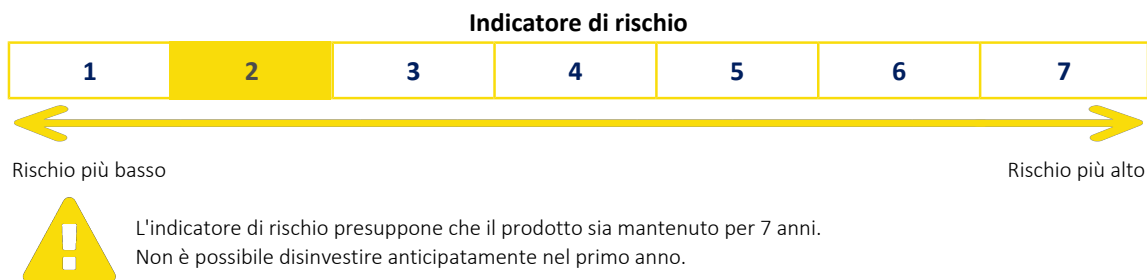 Indicatore di rischio
1 2 3 4 5 6 7
Rischio più basso Rischio più alto
L'indicatore di rischio presuppone che il prodotto sia mantenuto per 7 anni.
Non è possibile disinvestire anticipatamente nel primo anno.